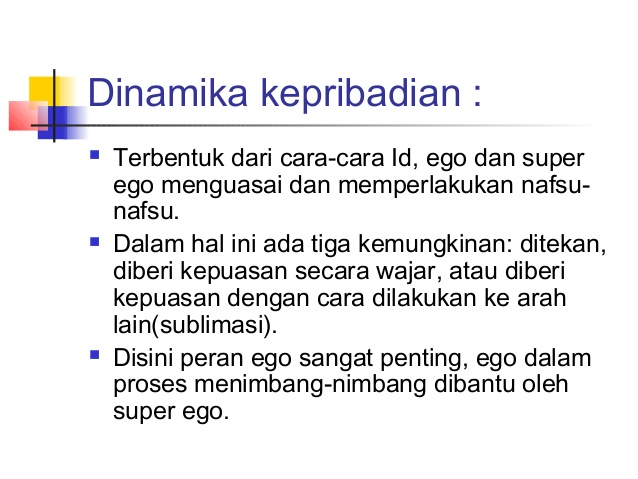 Dinamika kepribadian :
Terbentuk dari cara-cara Id, ego dan super
ego menguasai dan memperlakukan nafsu-
nafsu.
Dalam hal ini ada tiga kemungkinan: ditekan,
diberi kepuasan secara wajar, atau diberi
kepuasan dengan cara dilakukan ke arah
lain(sublimasi).
Disini peran ego sangat penting, ego dalam
proses menimbang-nimbang dibantu oleh
super ego.